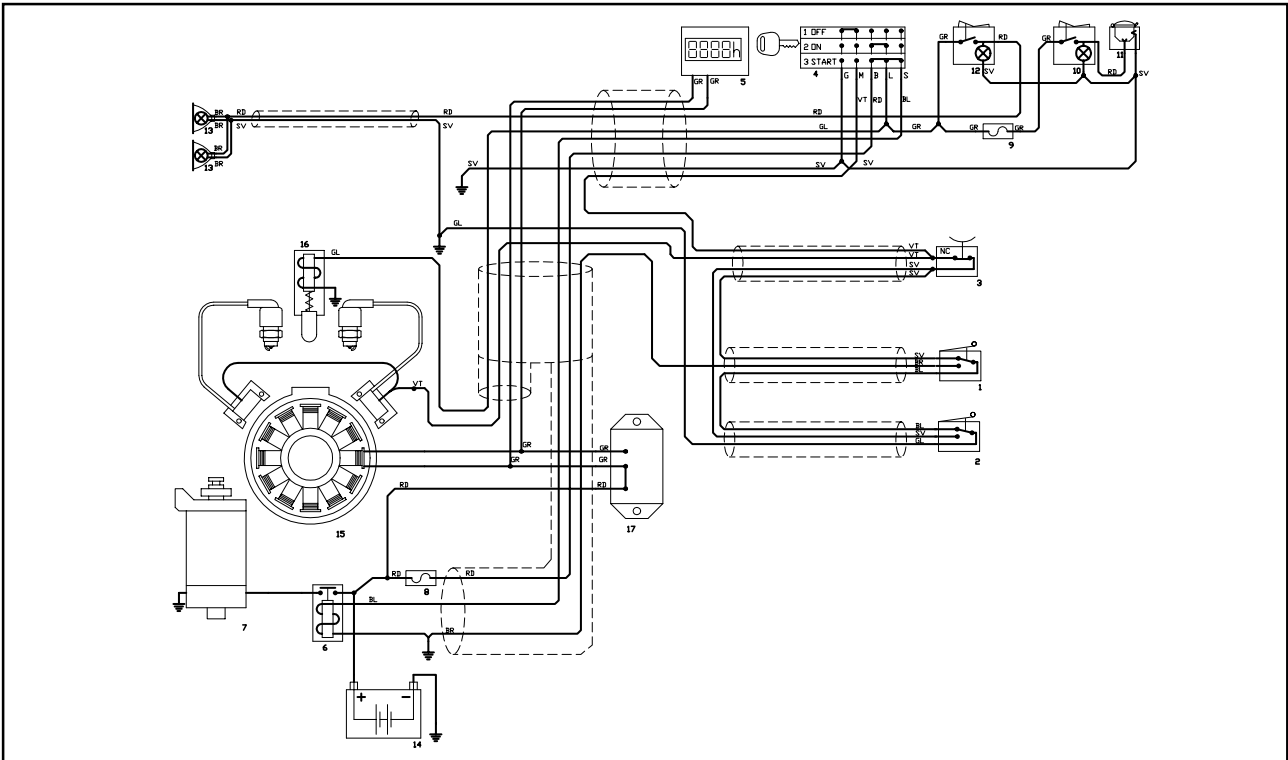 1 OFF
2 ON
3 START
4
G M B L S
VT RD BL
0000h
5
GR GR
GR RD
12 SV
GR
10
RD
11
SV
BR RD
BR SV
13
RD
SV
RD
GL
GR
GR GR
9
BR
BR
13
SV
SV
SV
GL
16
GL
VT
VT
SV
SV
NC
3
SV
BR
BL
1
VT
BL
SV
GL
2
GR
GR
GR
GR
RD
RD
15
17
RD
RD
8
BL
BR
7
6
+ −
14